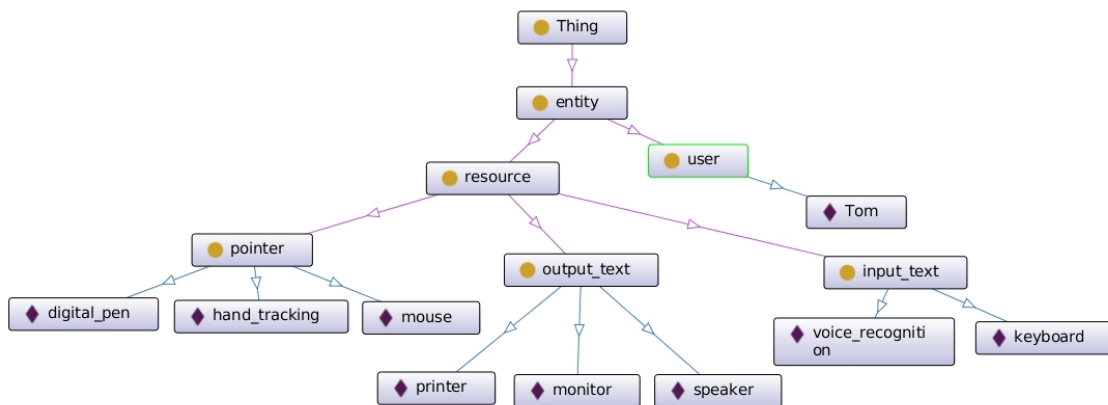 Thing
entity
user
resource
Tom
pointer
output_text
input_text
digital_pen
hand_tracking
mouse
voice_recogniti
on
keyboard
printer
monitor
speaker